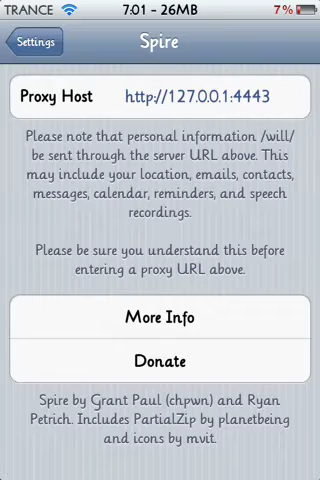 TRANCE 7:01 - 26MB 7%
Settings Spire
Proxy Host http://127.0.0.1:4443
Please note that personal information /will/
be sent through the server URL above. This
may include your location, emails, contacts,
messages, calendar, reminders, and speech
recordings.
Please be sure you understand this before
entering a proxy URL above.
More Info
Donate
Spire by Grant Paul (chpwn) and Ryan
Petrich. Includes PartialZip by planetbeing
and icons by mvit.